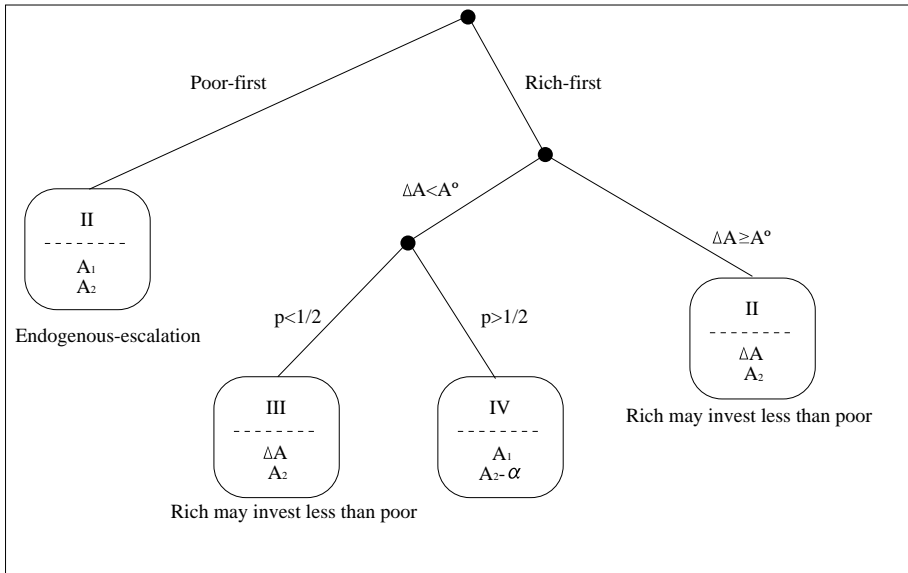 Poor-first
Rich-first
ΔA<Aº
ΔA≥Aº
II
A₁
A₂
Endogenous-escalation
p<1/2
p>1/2
II
ΔA
A₂
Rich may invest less than poor
III
ΔA
A₂
Rich may invest less than poor
IV
A₁
A₂-α